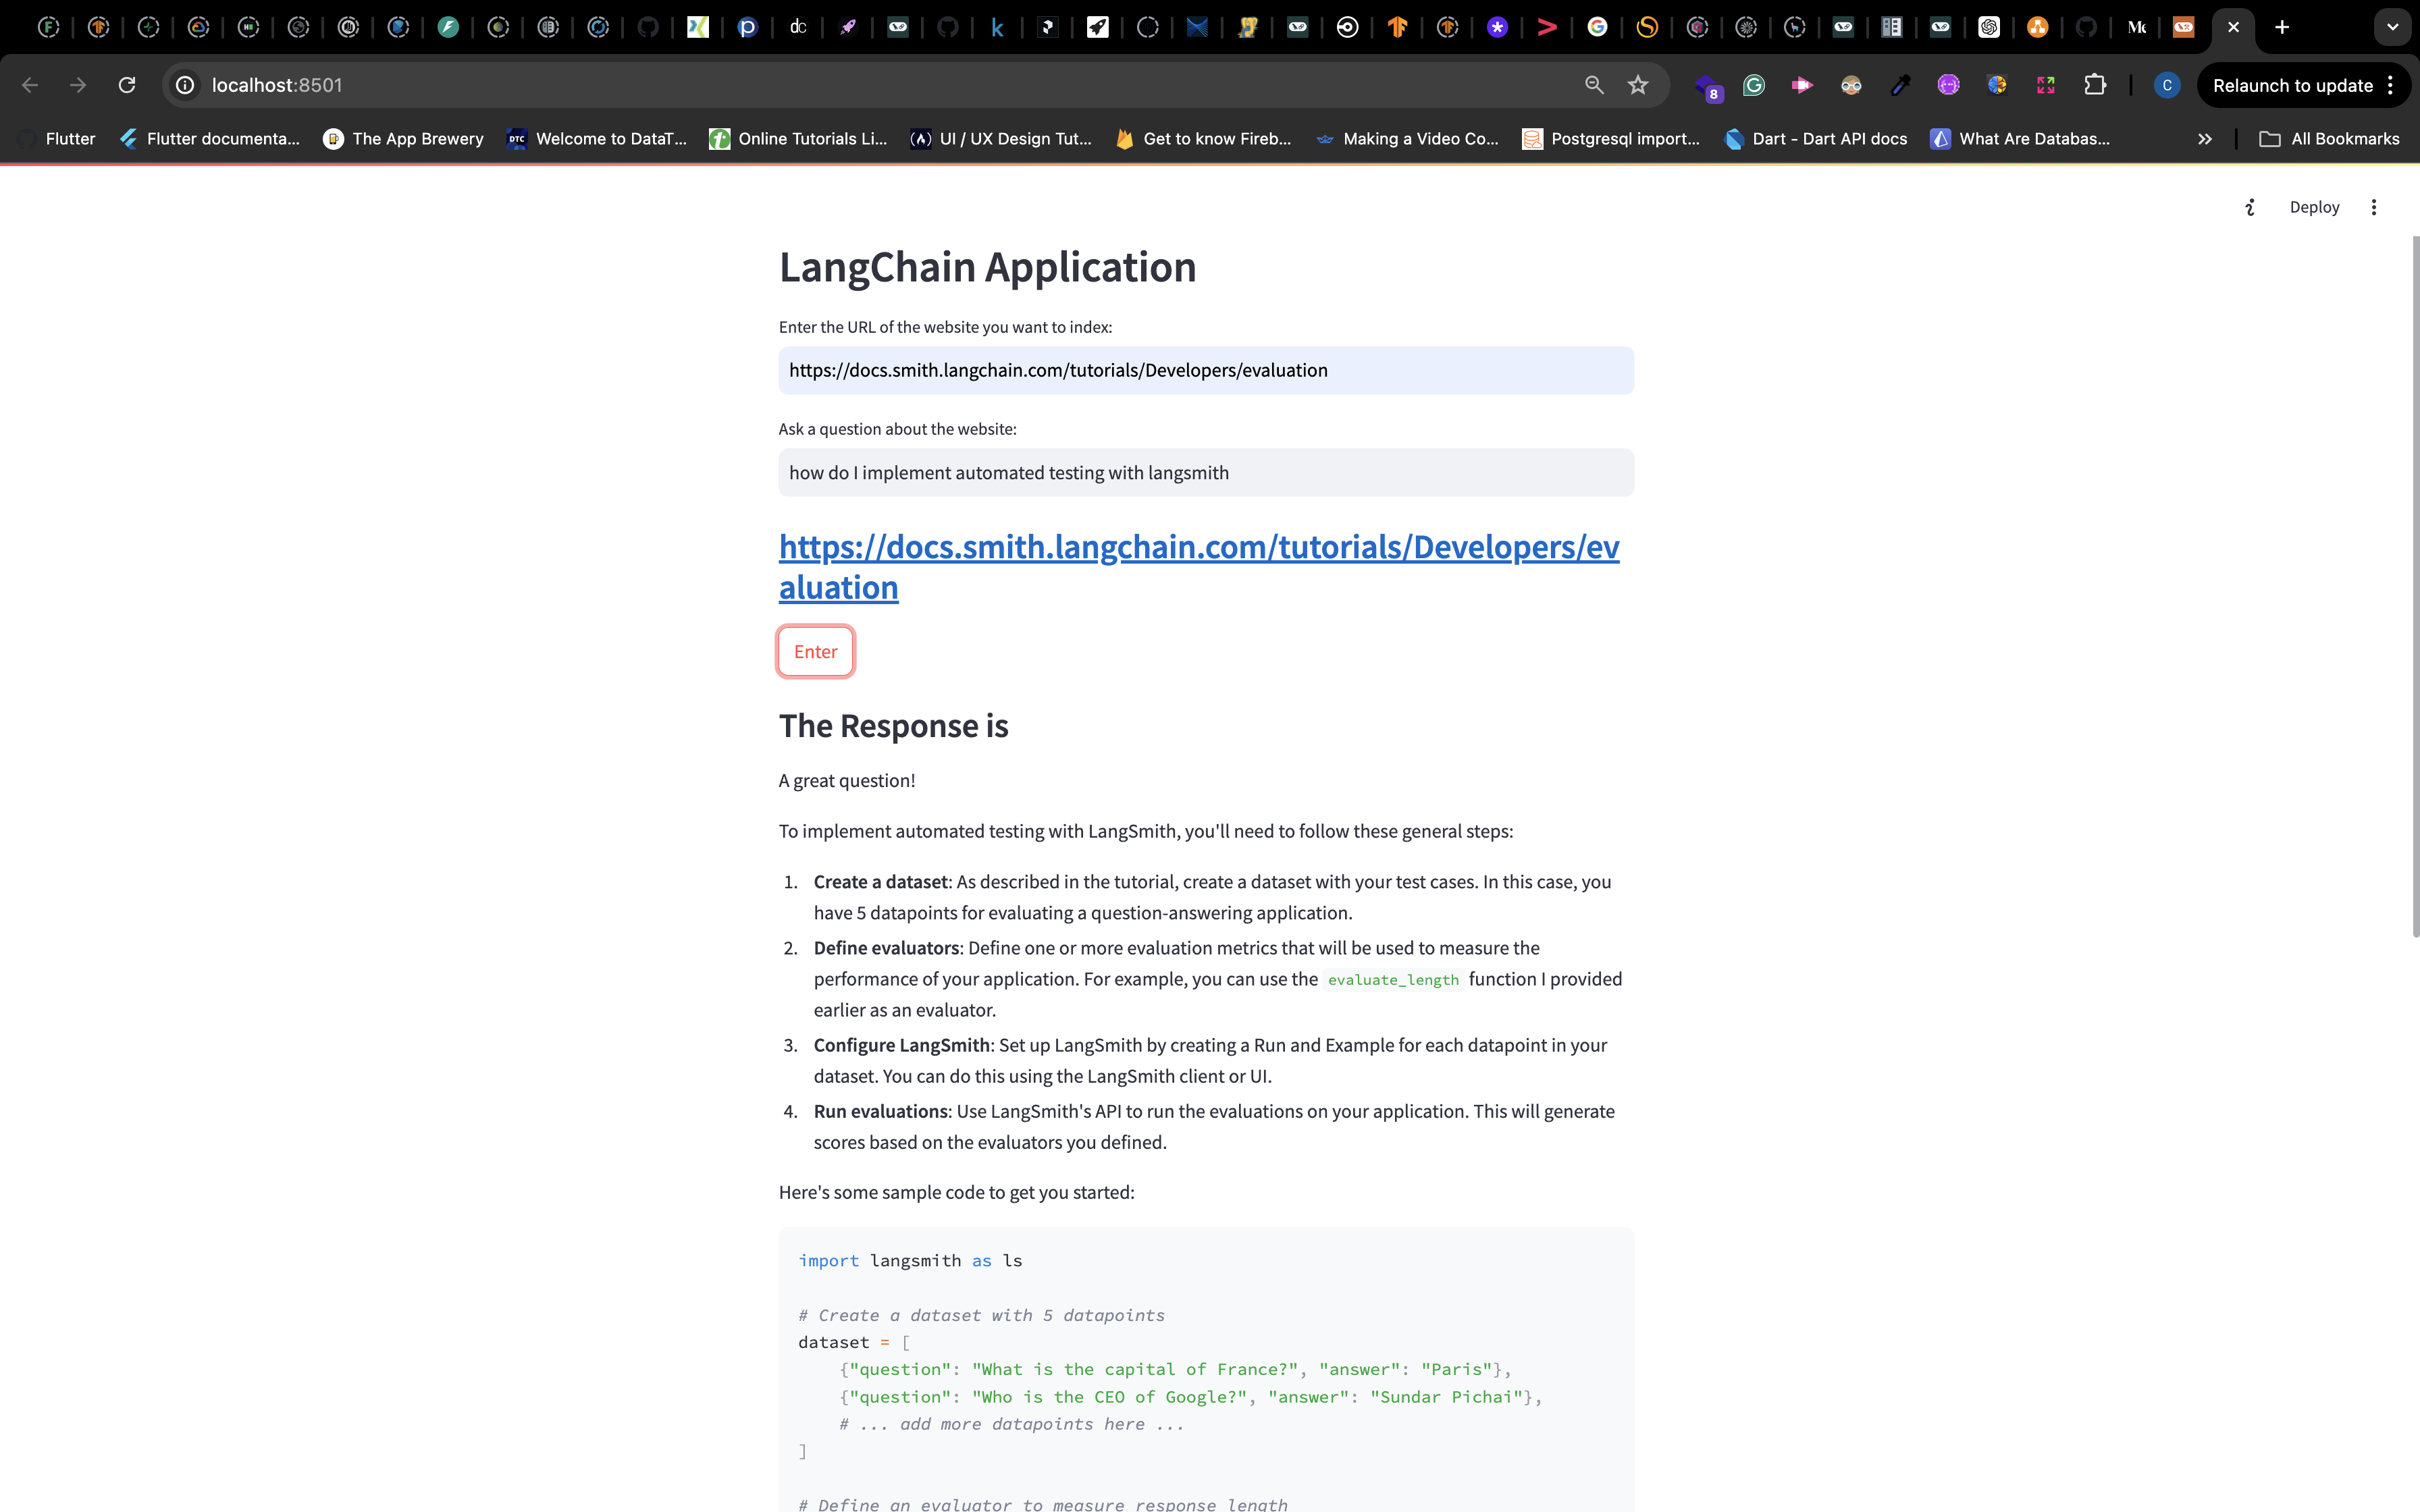 dc
Me
localhost:8501
8
C
Relaunch to update
Flutter
Flutter documenta...
The App Brewery
DTC
Welcome to DataT...
Online Tutorials Li...
UI / UX Design Tut...
Get to know Fireb...
Making a Video Co...
Postgresql import...
Dart - Dart API docs
What Are Databas...
All Bookmarks
Deploy
LangChain Application
Enter the URL of the website you want to index:
https://docs.smith.langchain.com/tutorials/Developers/evaluation
Ask a question about the website:
how do I implement automated testing with langsmith
https://docs.smith.langchain.com/tutorials/Developers/ev
aluation
Enter
The Response is
A great question!
To implement automated testing with LangSmith, you'll need to follow these general steps:
1. Create a dataset: As described in the tutorial, create a dataset with your test cases. In this case, you
have 5 datapoints for evaluating a question-answering application.
2. Define evaluators: Define one or more evaluation metrics that will be used to measure the
performance of your application. For example, you can use the evaluate_length function I provided
earlier as an evaluator.
3. Configure LangSmith: Set up LangSmith by creating a Run and Example for each datapoint in your
dataset. You can do this using the LangSmith client or UI.
4. Run evaluations: Use LangSmith's API to run the evaluations on your application. This will generate
scores based on the evaluators you defined.
Here's some sample code to get you started:
import langsmith as ls
# Create a dataset with 5 datapoints
dataset = [
{"question": "What is the capital of France?", "answer": "Paris"},
{"question": "Who is the CEO of Google?", "answer": "Sundar Pichai"},
# ... add more datapoints here ...
]
# Define an evaluator to measure response length